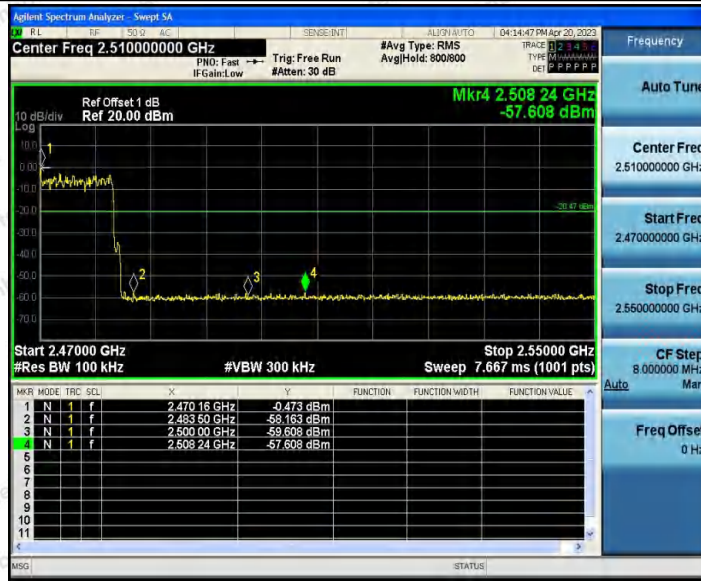 Agilent Spectrum Analyzer - Swept SA
RL RF 50 Ω AC SENSE:INT ALIGN AUTO 04:14:47 PM Apr 20, 2023
Center Freq 2.510000000 GHz
#Avg Type: RMS
TRACE 1 2 3 4 5 6
PNO: Fast
Trig: Free Run
Avg|Hold: 800/800
TYPE M
IFGain:Low
#Atten: 30 dB
DET P P P P P P
Frequency
Auto Tune
Center Freq
2.510000000 GHz
Start Freq
2.470000000 GHz
Stop Freq
2.550000000 GHz
CF Step
8.000000 MHz
Auto Man
Freq Offset
0 Hz
Ref Offset 1 dB
Mkr4 2.508 24 GHz
10 dB/div Ref 20.00 dBm
-57.608 dBm
Log
10.0
0.00
-10.0
-20.0
-30.0
-40.0
-50.0
-60.0
-70.0
1
2
3
4
-20.47 dBm
Start 2.47000 GHz Stop 2.55000 GHz
#Res BW 100 kHz #VBW 300 kHz Sweep 7.667 ms (1001 pts)
MKR MODE TRC SCL X Y FUNCTION FUNCTION WIDTH FUNCTION VALUE
1 N 1 f 2.470 16 GHz -0.473 dBm
2 N 1 f 2.483 50 GHz -58.163 dBm
3 N 1 f 2.500 00 GHz -59.608 dBm
4 N 1 f 2.508 24 GHz -57.608 dBm
5
6
7
8
9
10
11
MSG STATUS